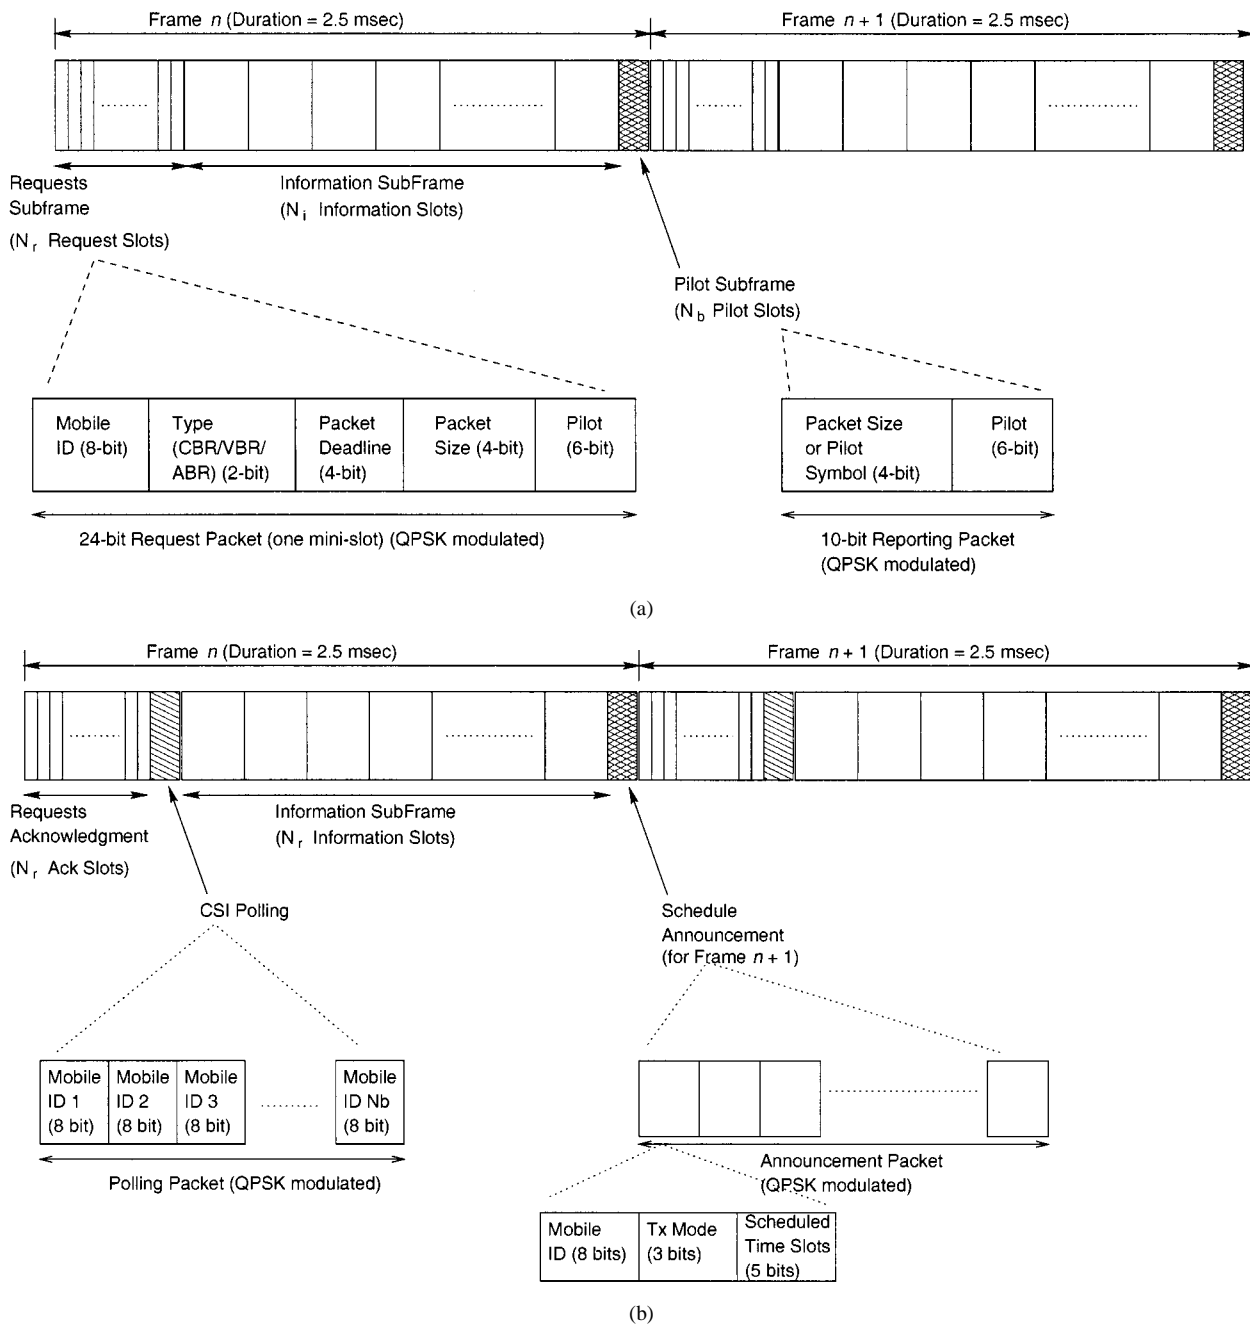 Frame n (Duration = 2.5 msec)
Frame n + 1 (Duration = 2.5 msec)
Requests
Subframe
(N r Request Slots)
Information SubFrame
(N i Information Slots)
Pilot Subframe
(N b Pilot Slots)
Mobile
ID (8-bit)
Type
(CBR/VBR/
ABR) (2-bit)
Packet
Deadline
(4-bit)
Packet
Size (4-bit)
Pilot
(6-bit)
Packet Size
or Pilot
Symbol (4-bit)
Pilot
(6-bit)
24-bit Request Packet (one mini-slot) (QPSK modulated)
10-bit Reporting Packet
(QPSK modulated)
(a)
Frame n (Duration = 2.5 msec)
Frame n + 1 (Duration = 2.5 msec)
Requests
Acknowledgment
(N r Ack Slots)
Information SubFrame
(N r Information Slots)
CSI Polling
Schedule
Announcement
(for Frame n + 1)
Mobile
ID 1
(8 bit)
Mobile
ID 2
(8 bit)
Mobile
ID 3
(8 bit)
Mobile
ID Nb
(8 bit)
Polling Packet (QPSK modulated)
Announcement Packet
(QPSK modulated)
Mobile
ID (8 bits)
Tx Mode
(3 bits)
Scheduled
Time Slots
(5 bits)
(b)